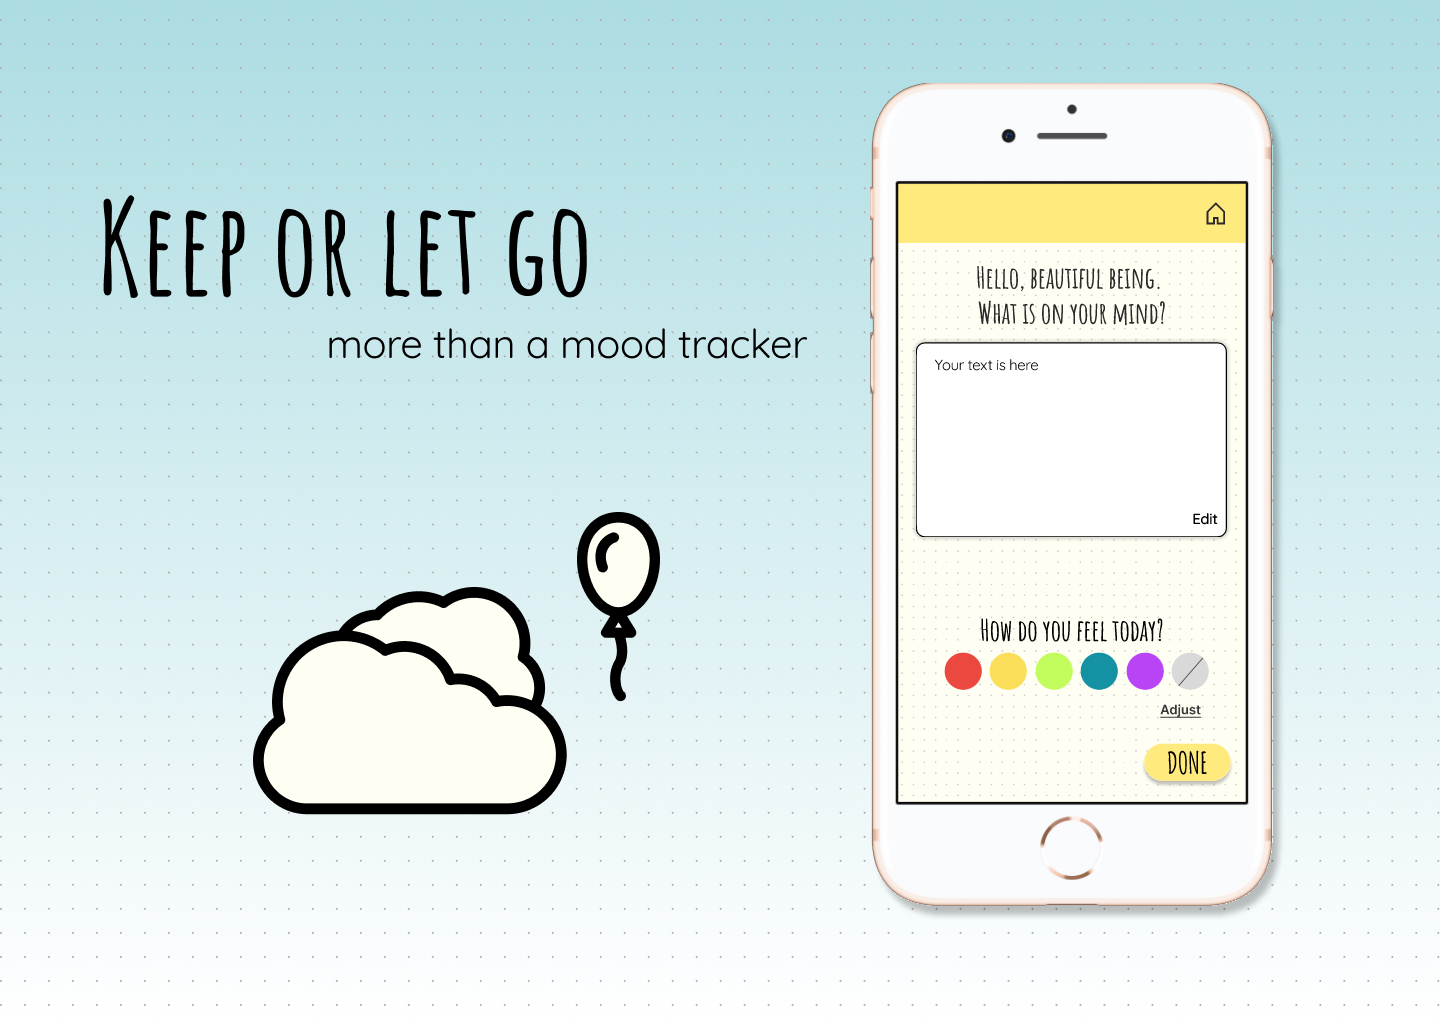 Keep or let go
more than a mood tracker
Hello, beautiful being.
What is on your mind?
Your text is here
Edit
How do you feel today?
Adjust
DONE